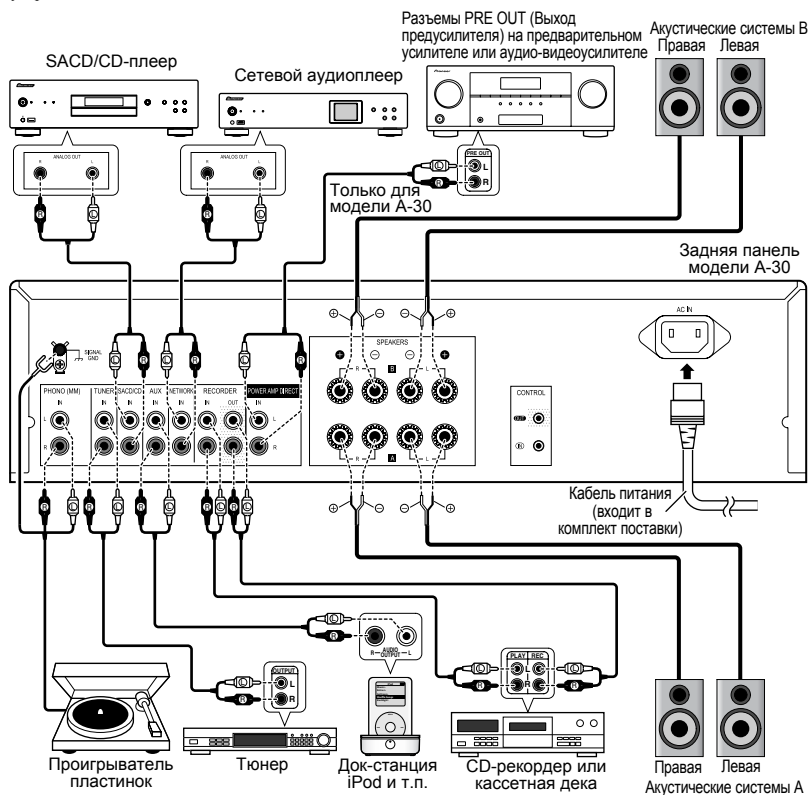 Разъемы PRE OUT (Выход
предусилителя) на предварительном
усилителе или аудио-видеоусилителе
Акустические системы B
Правая Левая
SACD/CD-плеер
Сетевой аудиоплеер
Pioneer
Pioneer
Pioneer
ANALOG OUT
R L
ANALOG OUT
R L
PRE OUT
L
R
L
R
Только для
модели A-30
R L
R L
Задняя панель
модели A-30
AC IN
SIGNAL
GND
SPEAKERS
R B L
R A L
PHONO (MM) TUNER SACD/CD AUX NETWORK RECORDER POWER AMP DIRECT
IN IN IN IN IN IN OUT IN
L L
R R
CONTROL
OUT
IN
L R L R L R
R L R L R L R R L L
Кабель питания
(входит в
комплект поставки)
L
R
R AUDIO OUTPUT L
OUTPUT
L
R
L
R
PLAY REC
L
R
L
R
L
R
Проигрыватель
пластинок
Тюнер
Док-станция
iPod и т.п.
CD-рекордер или
кассетная дека
Правая Левая
Акустические системы A